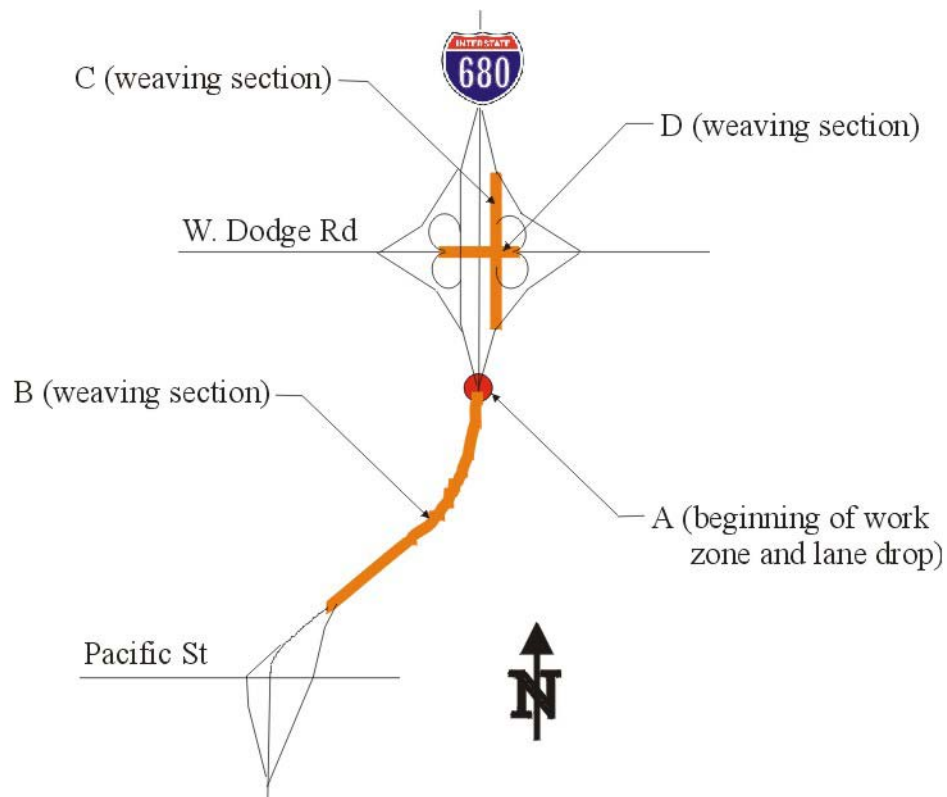 INTERSTATE
680
C (weaving section)
D (weaving section)
W. Dodge Rd
B (weaving section)
A (beginning of work
zone and lane drop)
Pacific St
N